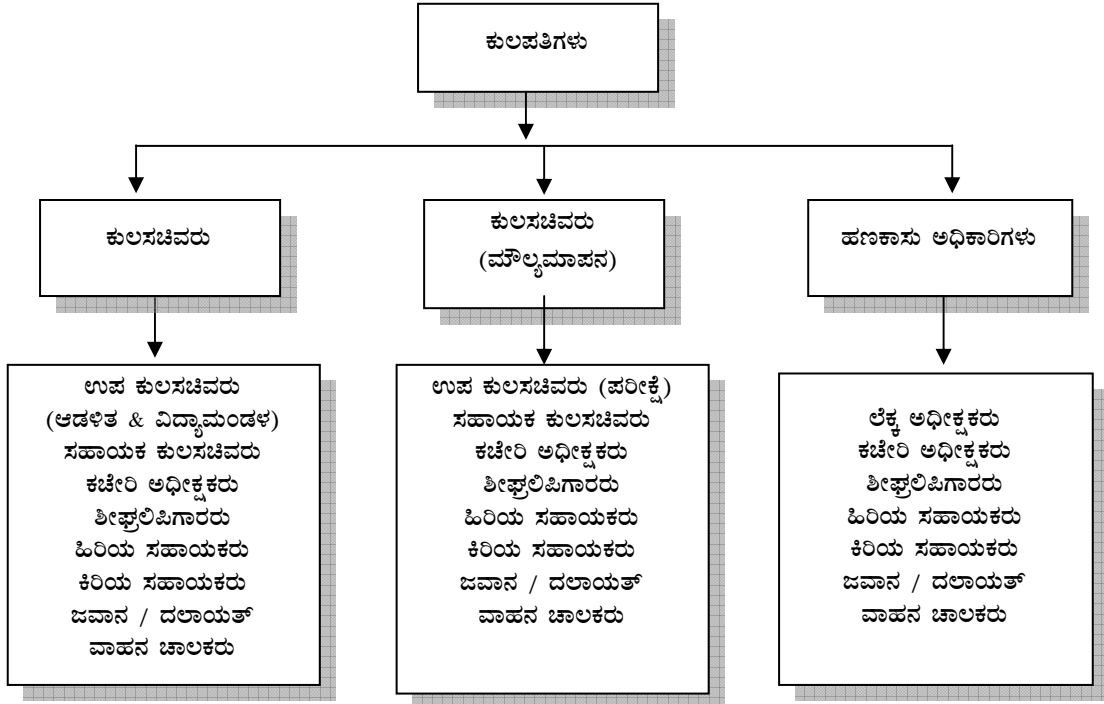 ಕುಲಪತಿಗಳು
ಕುಲಸಚಿವರು
ಕುಲಸಚಿವರು
(ಮೌಲ್ಯಮಾಪನ)
ಹಣಕಾಸು ಅಧಿಕಾರಿಗಳು
ಉಪ ಕುಲಸಚಿವರು
(ಆಡಳಿತ & ವಿದ್ಯಾಮಂಡಳ)
ಸಹಾಯಕ ಕುಲಸಚಿವರು
ಕಚೇರಿ ಅಧೀಕ್ಷಕರು
ಶೀಘ್ರಲಿಪಿಗಾರರು
ಹಿರಿಯ ಸಹಾಯಕರು
ಕಿರಿಯ ಸಹಾಯಕರು
ಜವಾನ / ದಲಾಯತ್
ವಾಹನ ಚಾಲಕರು
ಉಪ ಕುಲಸಚಿವರು (ಪರೀಕ್ಷೆ)
ಸಹಾಯಕ ಕುಲಸಚಿವರು
ಕಚೇರಿ ಅಧೀಕ್ಷಕರು
ಶೀಘ್ರಲಿಪಿಗಾರರು
ಹಿರಿಯ ಸಹಾಯಕರು
ಕಿರಿಯ ಸಹಾಯಕರು
ಜವಾನ / ದಲಾಯತ್
ವಾಹನ ಚಾಲಕರು
ಲೆಕ್ಕ ಅಧೀಕ್ಷಕರು
ಕಚೇರಿ ಅಧೀಕ್ಷಕರು
ಶೀಘ್ರಲಿಪಿಗಾರರು
ಹಿರಿಯ ಸಹಾಯಕರು
ಕಿರಿಯ ಸಹಾಯಕರು
ಜವಾನ / ದಲಾಯತ್
ವಾಹನ ಚಾಲಕರು